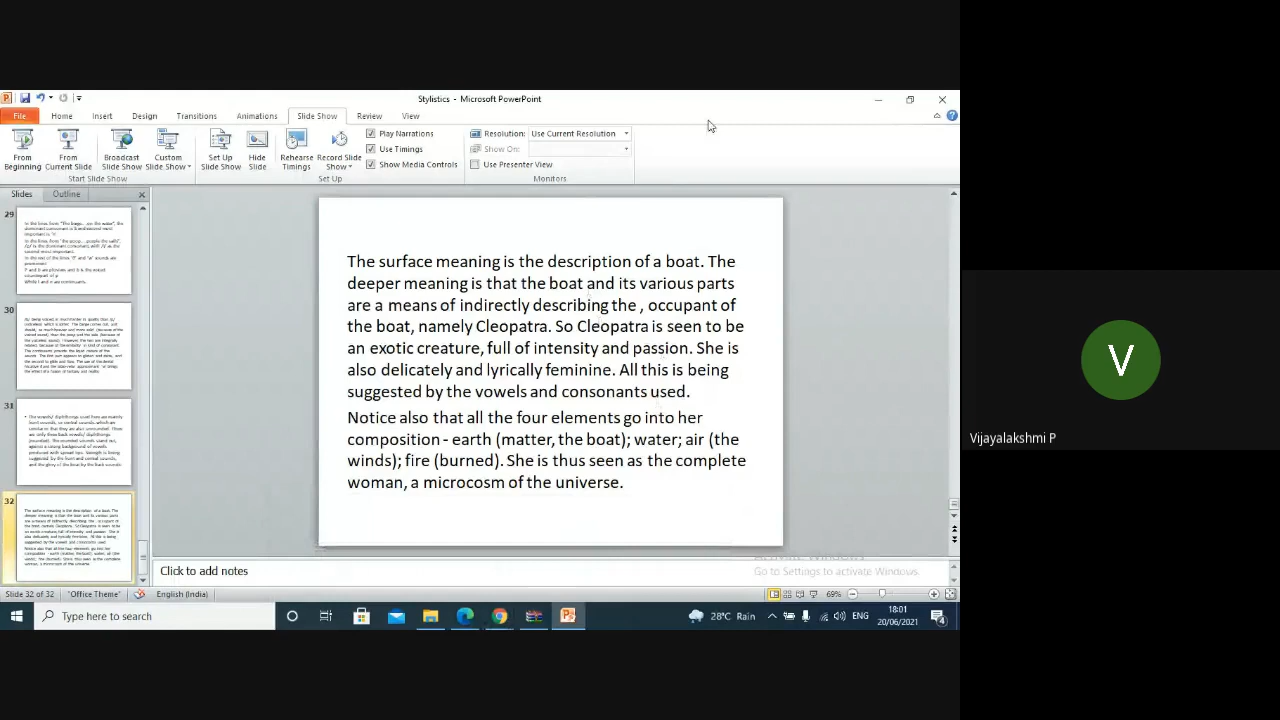 Stylistics - Microsoft PowerPoint
File Home Insert Design Transitions Animations Slide Show Review View
From Beginning
From Current Slide
Broadcast Slide Show
Custom Slide Show
Set Up Slide Show
Hide Slide
Rehearse Timings
Record Slide Show
Play Narrations
Use Timings
Show Media Controls
Resolution: Use Current Resolution
Show On:
Use Presenter View
Start Slide Show
Set Up
Monitors
Slides Outline
29
30
31
32
The surface meaning is the description of a boat. The
deeper meaning is that the boat and its various parts
are a means of indirectly describing the , occupant of
the boat, namely Cleopatra. So Cleopatra is seen to be
an exotic creature, full of intensity and passion. She is
also delicately and lyrically feminine. All this is being
suggested by the vowels and consonants used.
Notice also that all the four elements go into her
composition - earth (matter, the boat); water; air (the
winds); fire (burned). She is thus seen as the complete
woman, a microcosm of the universe.
Activate Windows
Go to Settings to activate Windows.
Click to add notes
Slide 32 of 32 "Office Theme" English (India) 69%
Type here to search
28°C Rain
ENG
18:01
20/06/2021
4
V
Vijayalakshmi P